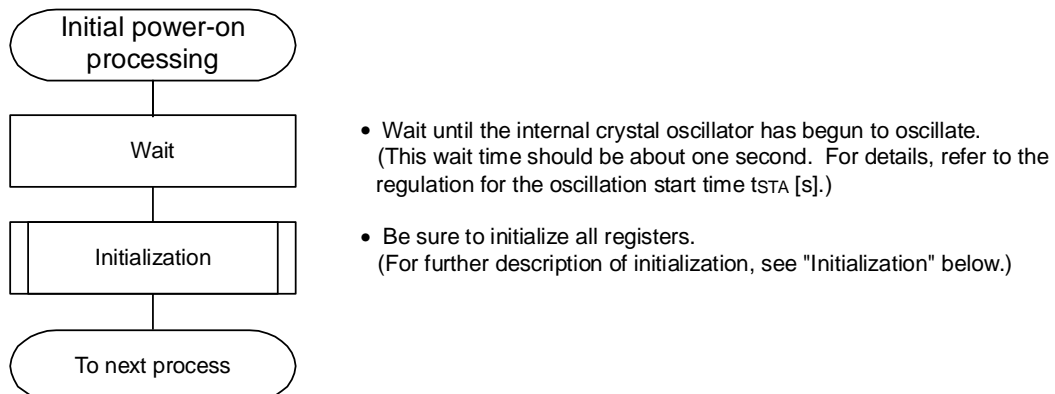 Initial power-on
processing
Wait
• Wait until the internal crystal oscillator has begun to oscillate.
(This wait time should be about one second. For details, refer to the
regulation for the oscillation start time tSTA [s].)
Initialization
• Be sure to initialize all registers.
(For further description of initialization, see "Initialization" below.)
To next process